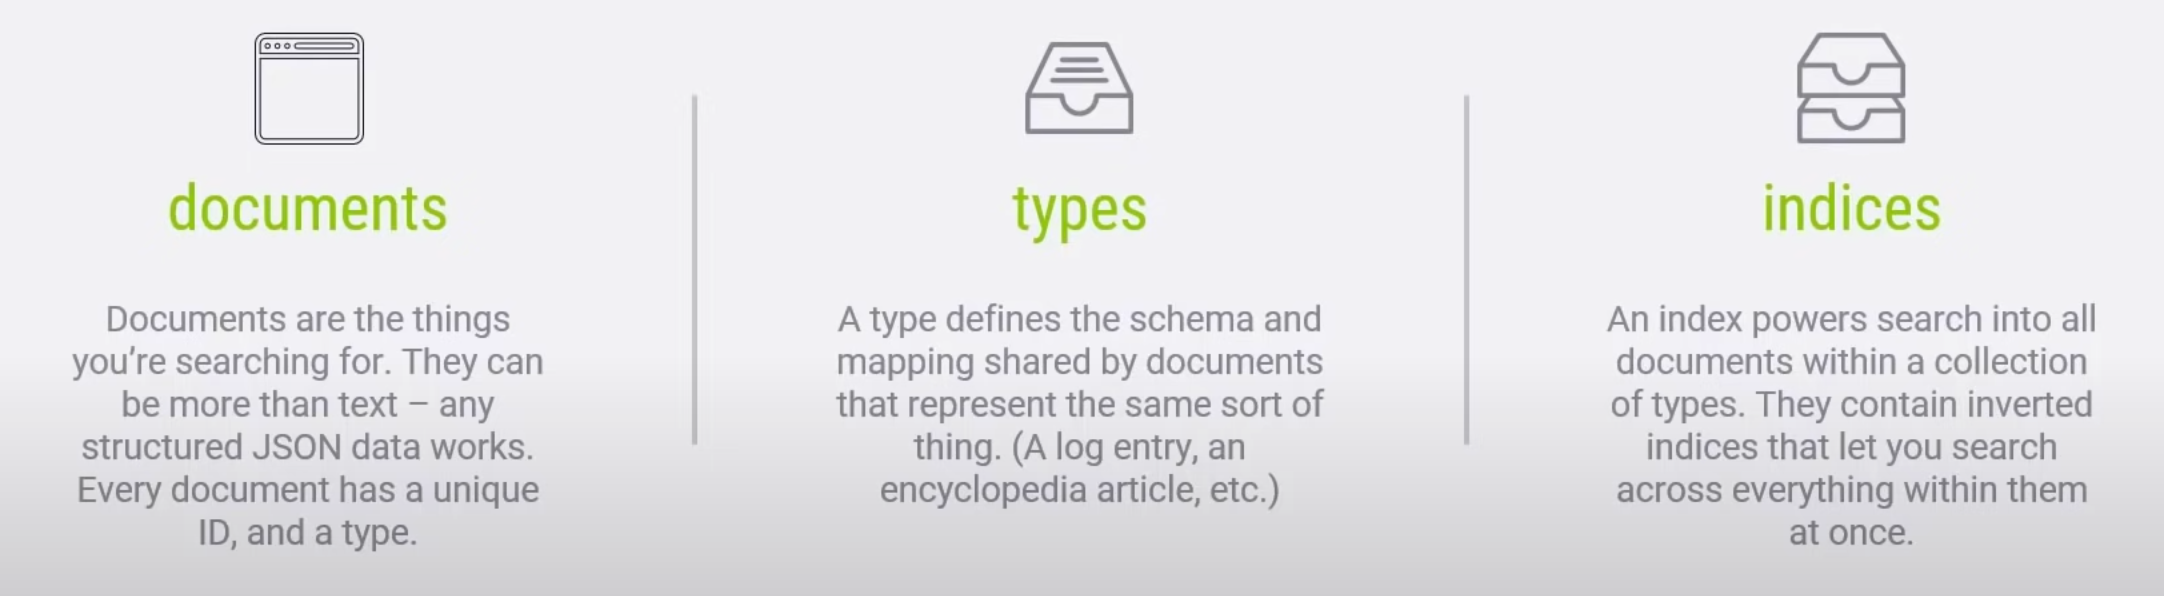 documents
Documents are the things
you’re searching for. They can
be more than text – any
structured JSON data works.
Every document has a unique
ID, and a type.
types
A type defines the schema and
mapping shared by documents
that represent the same sort of
thing. (A log entry, an
encyclopedia article, etc.)
indices
An index powers search into all
documents within a collection
of types. They contain inverted
indices that let you search
across everything within them
at once.